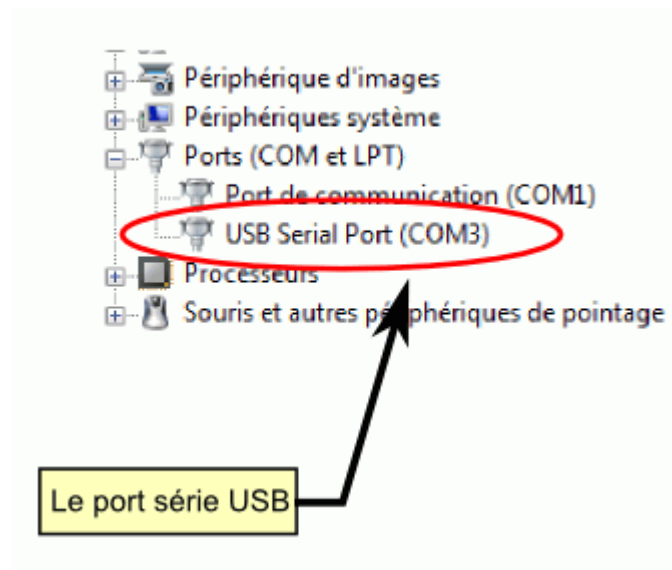 Périphérique d'images
Périphériques système
Ports (COM et LPT)
Port de communication (COM1)
USB Serial Port (COM3)
Processeurs
Souris et autres périphériques de pointage
Le port série USB